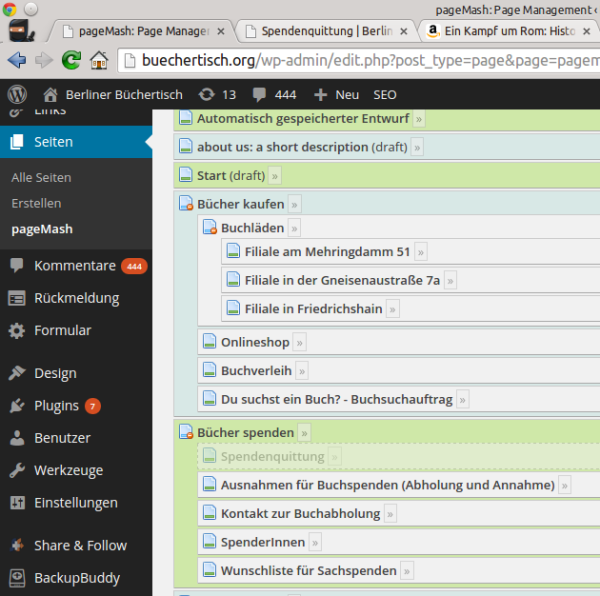 pageMash: Page Management ‹
pageMash: Page Manage
Spendenquittung | Berlin
Ein Kampf um Rom: Histo
buechertisch.org/wp-admin/edit.php?post_type=page&page=pagem
Berliner Büchertisch 13 444 Neu SEO
Links
Seiten
Alle Seiten
Erstellen
pageMash
Kommentare 444
Rückmeldung
Formular
Design
Plugins 7
Benutzer
Werkzeuge
Einstellungen
Share & Follow
BackupBuddy
Automatisch gespeicherter Entwurf »
about us: a short description (draft) »
Start (draft) »
Bücher kaufen »
Buchläden »
Filiale am Mehringdamm 51 »
Filiale in der Gneisenaustraße 7a »
Filiale in Friedrichshain »
Onlineshop »
Buchverleih »
Du suchst ein Buch? - Buchsuchauftrag »
Bücher spenden »
Spendenquittung »
Ausnahmen für Buchspenden (Abholung und Annahme) »
Kontakt zur Buchabholung »
SpenderInnen »
Wunschliste für Sachspenden »